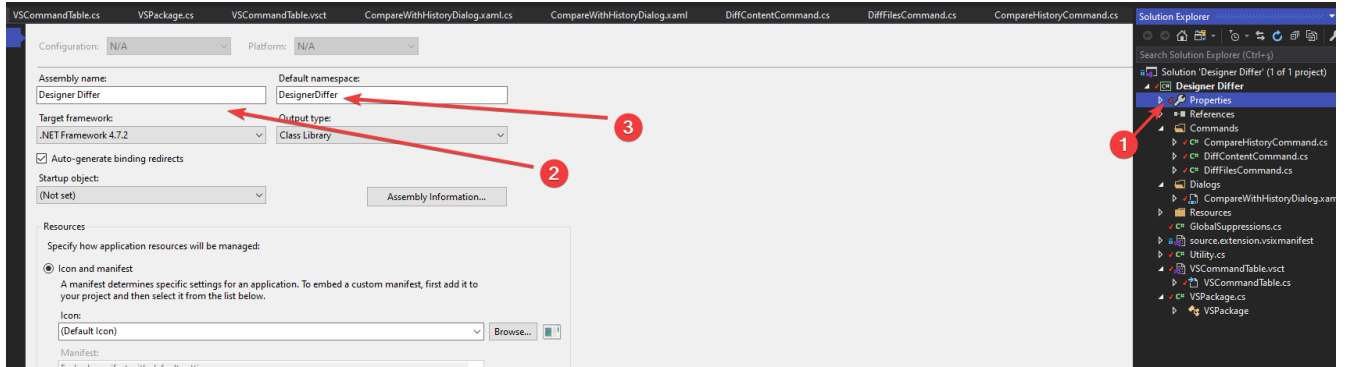 VSCommandTable.cs VSPackage.cs VSCommandTable.vsct CompareWithHistoryDialog.xaml.cs CompareWithHistoryDialog.xaml DiffContentCommand.cs DiffFilesCommand.cs CompareHistoryCommand.cs
Configuration: N/A Platform: N/A
Assembly name: Default namespace:
Designer Differ DesignerDiffer
Target framework: Output type:
.NET Framework 4.7.2 Class Library
Auto-generate binding redirects
Startup object:
(Not set) Assembly Information...
Resources
Specify how application resources will be managed:
Icon and manifest
A manifest determines specific settings for an application. To embed a custom manifest, first add it to
your project and then select it from the list below.
Icon:
(Default Icon) Browse...
Manifest:
3
2
1
Solution Explorer
Search Solution Explorer (Ctrl+ş)
Solution 'Designer Differ' (1 of 1 project)
Designer Differ
Properties
References
Commands
CompareHistoryCommand.cs
DiffContentCommand.cs
DiffFilesCommand.cs
Dialogs
CompareWithHistoryDialog.xam
Resources
GlobalSuppressions.cs
source.extension.vsixmanifest
Utility.cs
VSCommandTable.vsct
VSCommandTable.cs
VSPackage.cs
VSPackage